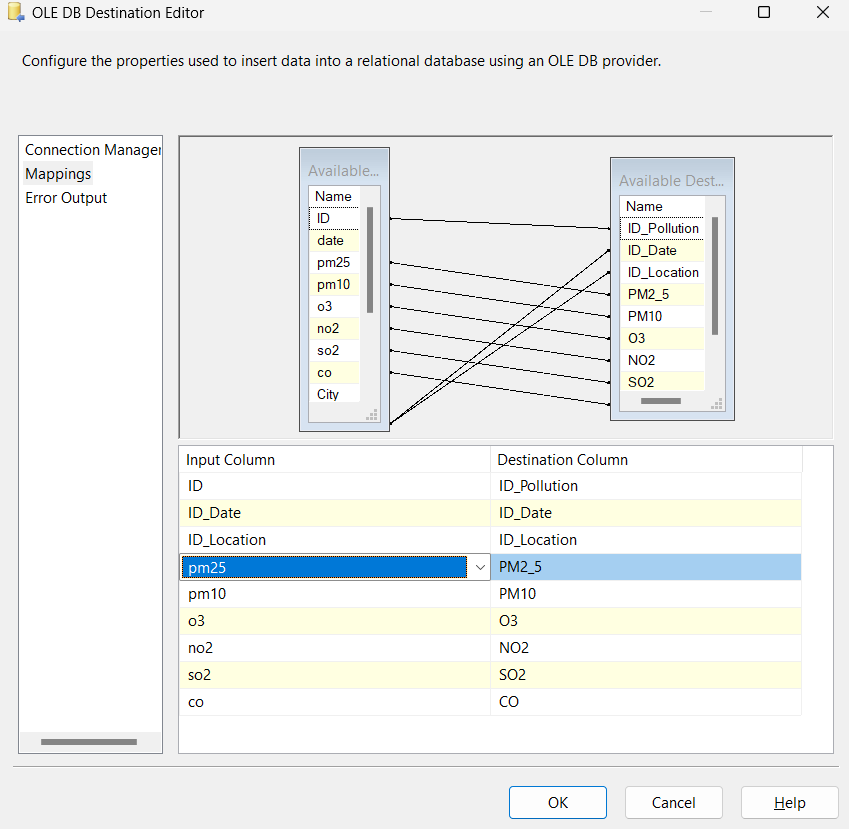 OLE DB Destination Editor
Configure the properties used to insert data into a relational database using an OLE DB provider.
Connection Manager
Mappings
Error Output
Available...
Name
ID
date
pm25
pm10
o3
no2
so2
co
City
Available Dest...
Name
ID_Pollution
ID_Date
ID_Location
PM2_5
PM10
O3
NO2
SO2
Input Column Destination Column
ID ID_Pollution
ID_Date ID_Date
ID_Location ID_Location
pm25 PM2_5
pm10 PM10
o3 O3
no2 NO2
so2 SO2
co CO
OK Cancel Help